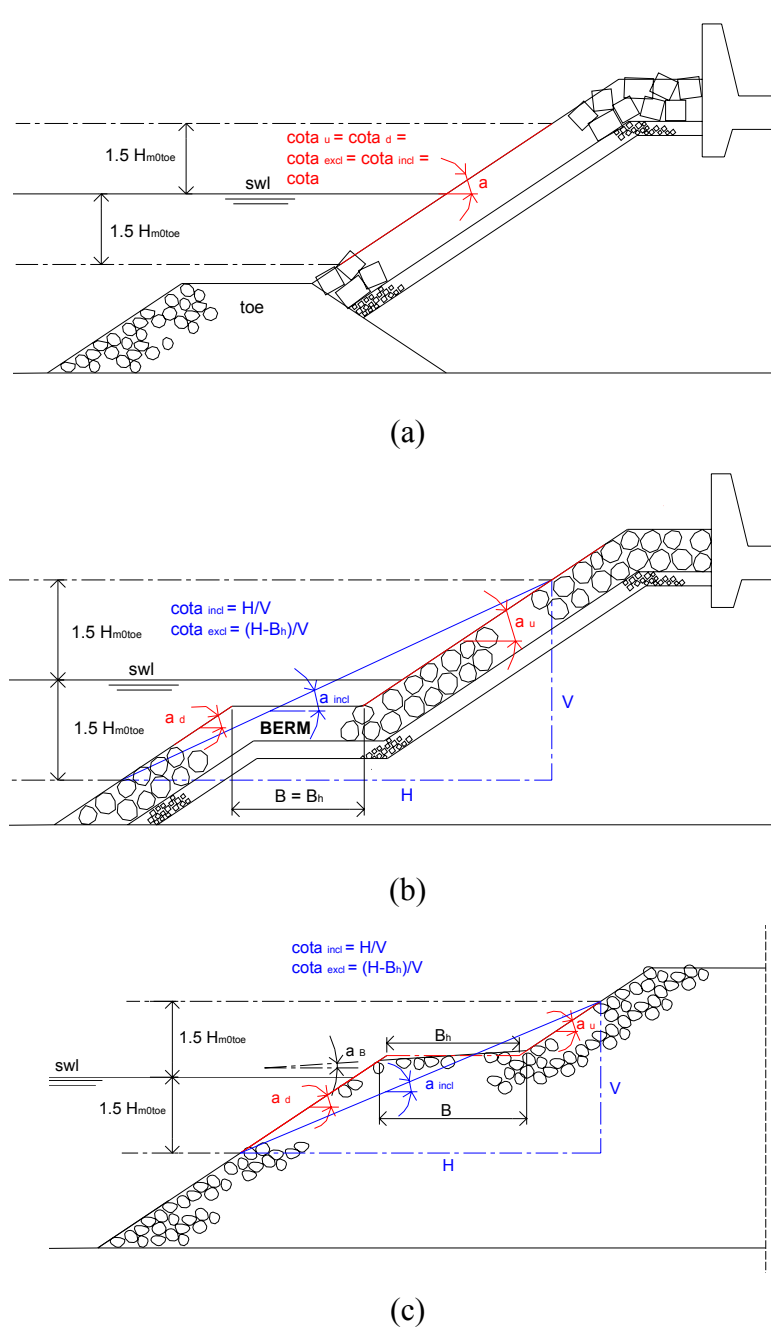 cota u = cota d =
cota excl = cota incl =
cota
1.5 Hm0toe
a
swl
1.5 Hm0toe
toe
(a)
cota incl = H/V
cota excl = (H-Bh)/V
1.5 Hm0toe
a u
swl
a incl
V
a d
1.5 Hm0toe
BERM
B = Bh
H
(b)
cota incl = H/V
cota excl = (H-Bh)/V
1.5 Hm0toe
Bh
a u
a B
swl
a incl
V
a d
1.5 Hm0toe
B
H
(c)